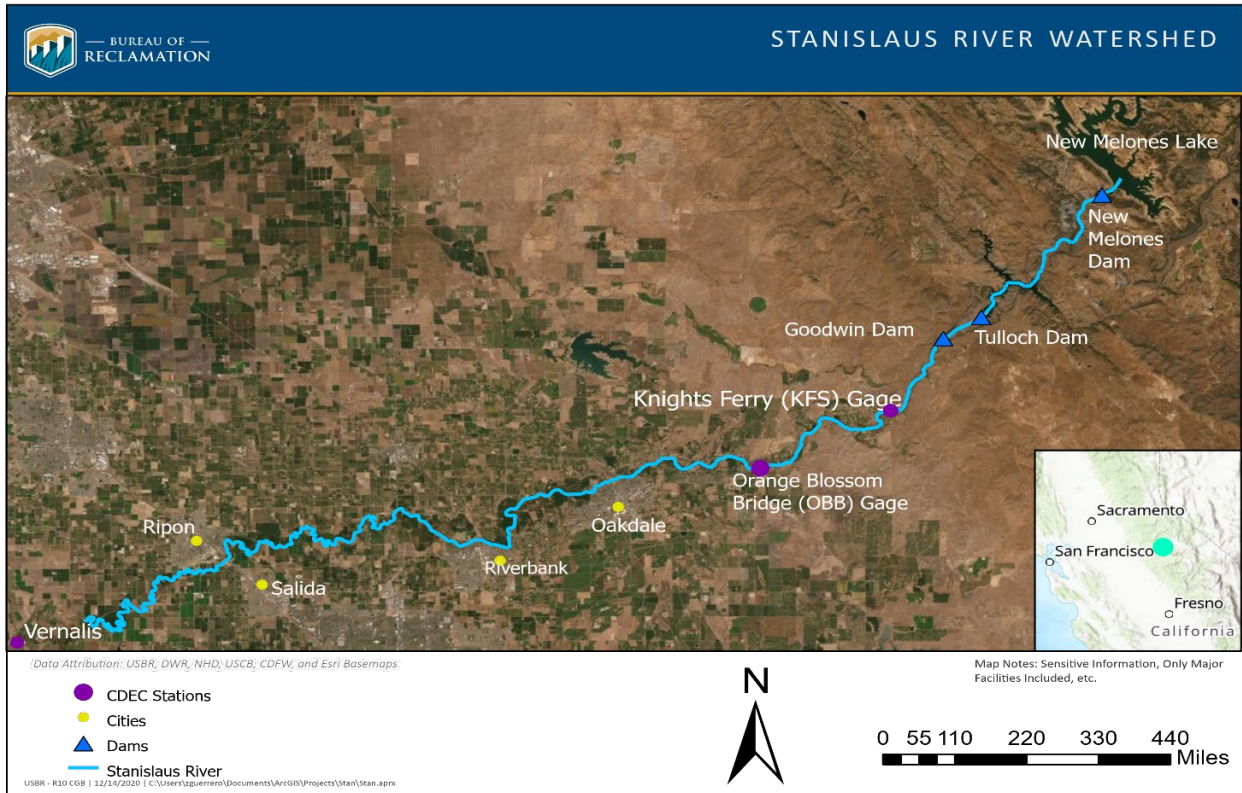 BUREAU OF
RECLAMATION
STANISLAUS RIVER WATERSHED
New Melones Lake
New
Melones
Dam
Goodwin Dam
Tulloch Dam
Knights Ferry (KFS) Gage
Orange Blossom
Bridge (OBB) Gage
Oakdale
Ripon
Riverbank
Salida
Vernalis
Sacramento
San Francisco
Fresno
California
Data Attribution: USBR, DWR, NHD, USCB, CDFW, and Esri Basemaps
Map Notes: Sensitive Information, Only Major
Facilities Included, etc.
CDEC Stations
Cities
Dams
Stanislaus River
N
0 55 110 220 330 440
Miles
USBR - R10 CGB | 12/14/2020 | C:\Users\zguerrero\Documents\ArcGIS\Projects\Stan\Stan.aprx